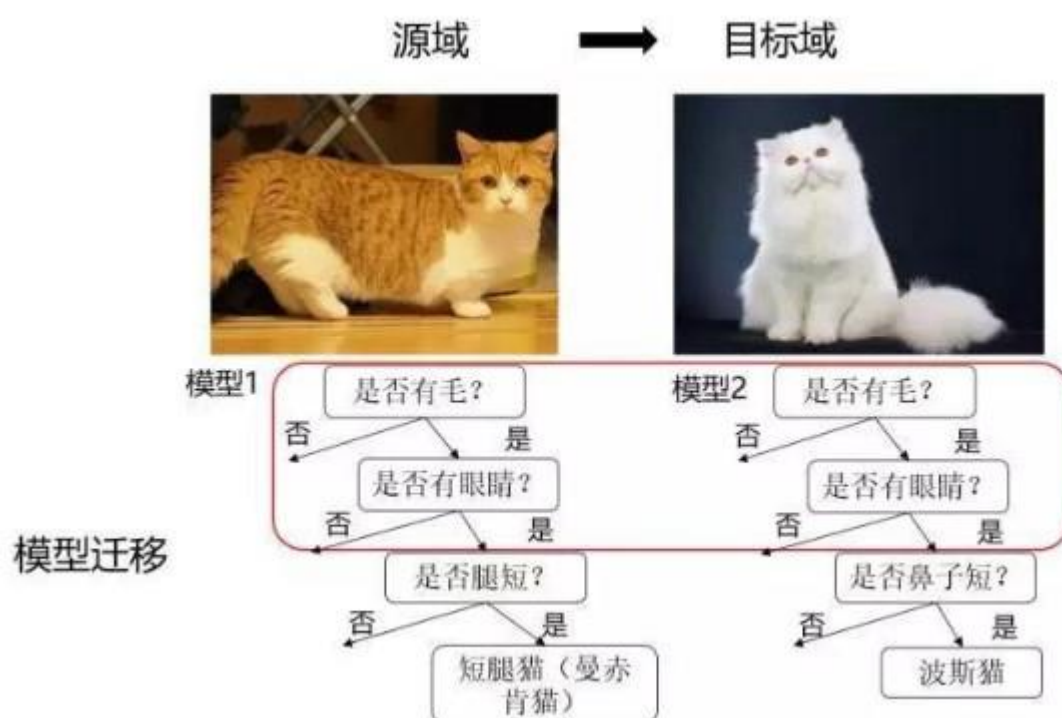 源域
目标域
模型1
是否有毛？
模型2
是否有毛？
否
是
否
是
是否有眼睛？
是否有眼睛？
否
是
否
是
模型迁移
是否腿短？
是否鼻子短？
否
是
否
是
短腿猫（曼赤
肯猫）
波斯猫